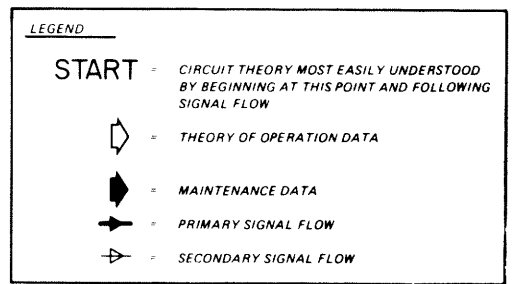 LEGEND
START = CIRCUIT THEORY MOST EASILY UNDERSTOOD
BY BEGINNING AT THIS POINT AND FOLLOWING
SIGNAL FLOW
= THEORY OF OPERATION DATA
= MAINTENANCE DATA
= PRIMARY SIGNAL FLOW
= SECONDARY SIGNAL FLOW